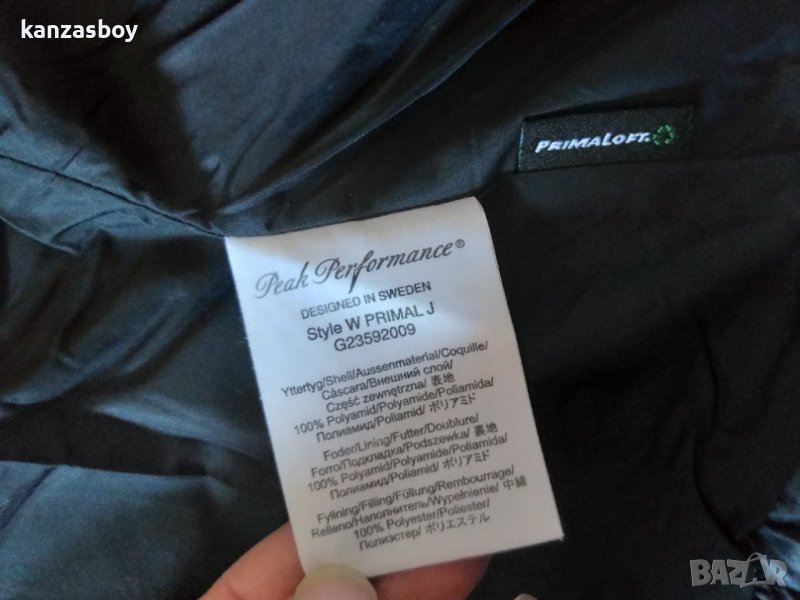 kanzasboy
PRIMALOFT.
Peak Performance®
DESIGNED IN SWEDEN
Style W PRIMAL J
G23592009
Yttertyg/Shell/Aussenmaterial/Coquille/
Càscara/Внешний слой/
Część zewnętrzna/ 表地
100% Polyamid/Polyamide/Poliamida/
Полиамид/Poliamid/ ポリアミド
Foder/Lining/Futter/Doublure/
Forro/Подкладка/Podszewka/ 裏地
100% Polyamid/Polyamide/Poliamida/
Полиамид/Poliamid/ ポリアミド
Fyllning/Filling/Füllung/Rembourrage/
Relleno/Наполнитель/Wypełnienie/ 中綿
100% Polyester/Poliester/
Полиэстер/ ポリエステル
BAZAR